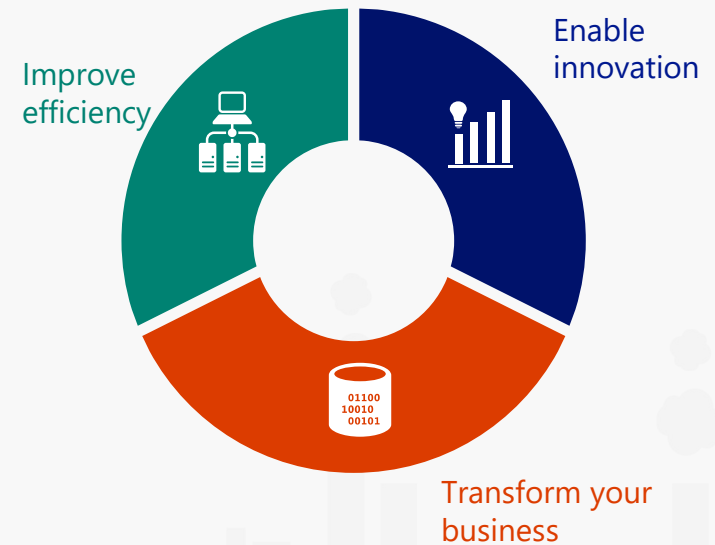 Enable
innovation
Improve
efficiency
01100
10010
00101
Transform your
business